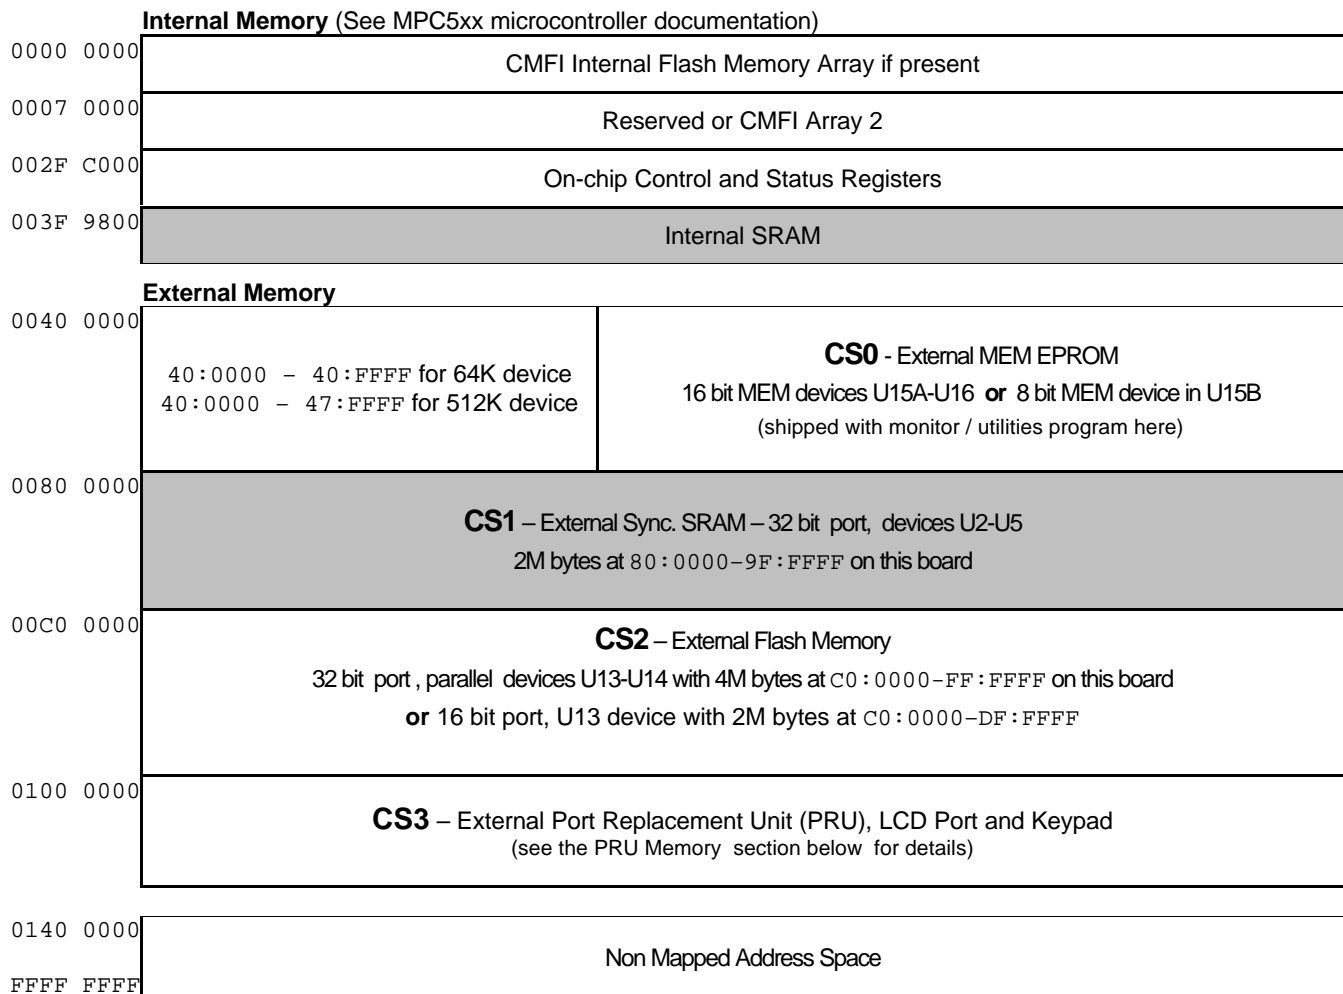 Internal Memory (See MPC5xx microcontroller documentation)
0000 0000
CMFI Internal Flash Memory Array if present
0007 0000
Reserved or CMFI Array 2
002F C000
On-chip Control and Status Registers
003F 9800
Internal SRAM
External Memory
0040 0000
40:0000 – 40:FFFF for 64K device
40:0000 – 47:FFFF for 512K device
CS0 - External MEM EPROM
16 bit MEM devices U15A-U16 or 8 bit MEM device in U15B
(shipped with monitor / utilities program here)
0080 0000
CS1 – External Sync. SRAM – 32 bit port, devices U2-U5
2M bytes at 80:0000–9F:FFFF on this board
00C0 0000
CS2 – External Flash Memory
32 bit port , parallel devices U13-U14 with 4M bytes at C0:0000-FF:FFFF on this board
or 16 bit port, U13 device with 2M bytes at C0:0000–DF:FFFF
0100 0000
CS3 – External Port Replacement Unit (PRU), LCD Port and Keypad
(see the PRU Memory section below for details)
0140 0000
Non Mapped Address Space
FFFF FFFF